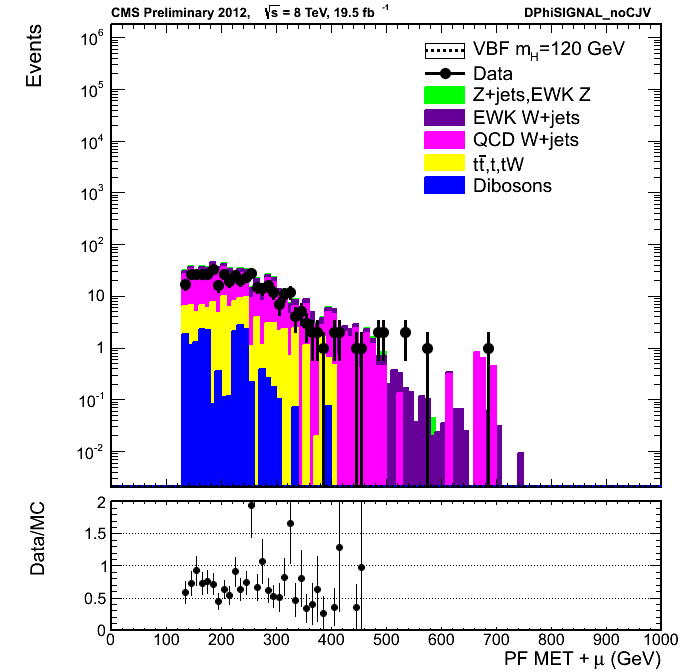 CMS Preliminary 2012, √s = 8 TeV, 19.5 fb⁻¹ DPhiSIGNAL_noCJV
Events
10⁶
10⁵
10⁴
10³
10²
10
1
10⁻¹
10⁻²
VBF m_H=120 GeV
Data
Z+jets,EWK Z
EWK W+jets
QCD W+jets
tt̄,t,tW
Dibosons
Data/MC
2
1.5
1
0.5
0
0 100 200 300 400 500 600 700 800 900 1000
PF MET + μ (GeV)